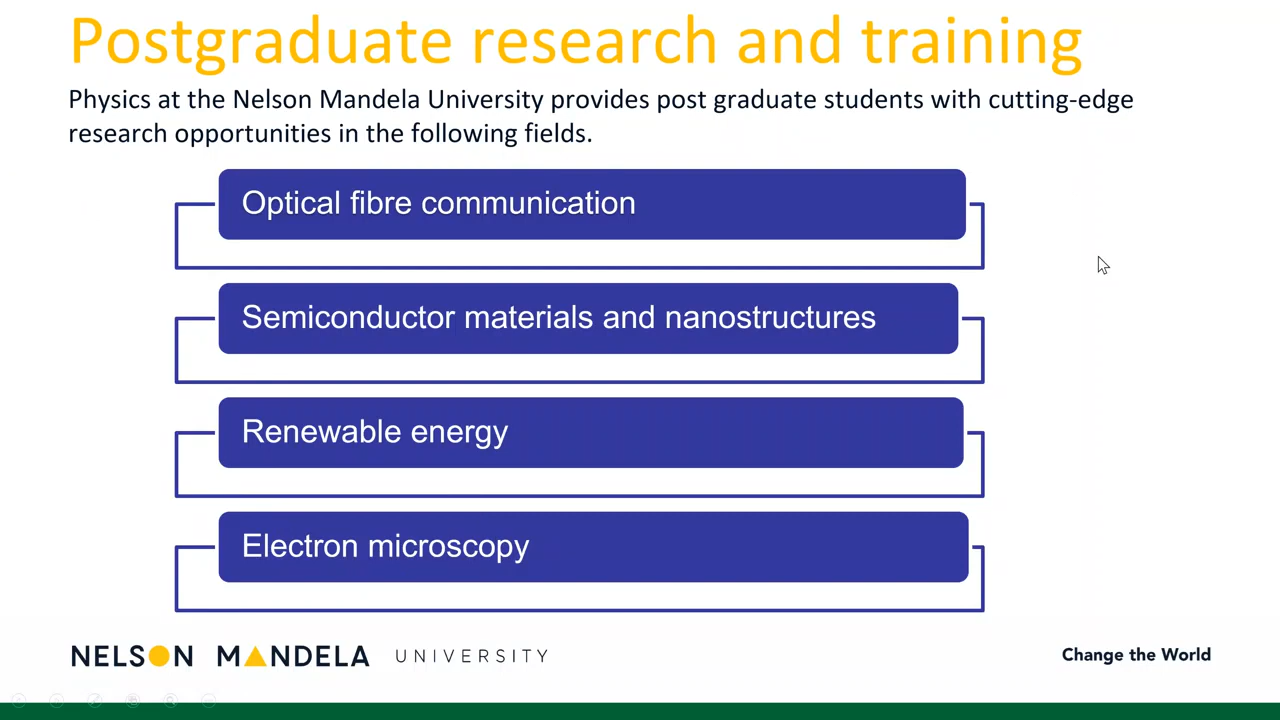 Postgraduate research and training
Physics at the Nelson Mandela University provides post graduate students with cutting-edge
research opportunities in the following fields.
Optical fibre communication
Semiconductor materials and nanostructures
Renewable energy
Electron microscopy
NELSON MANDELA UNIVERSITY
Change the World